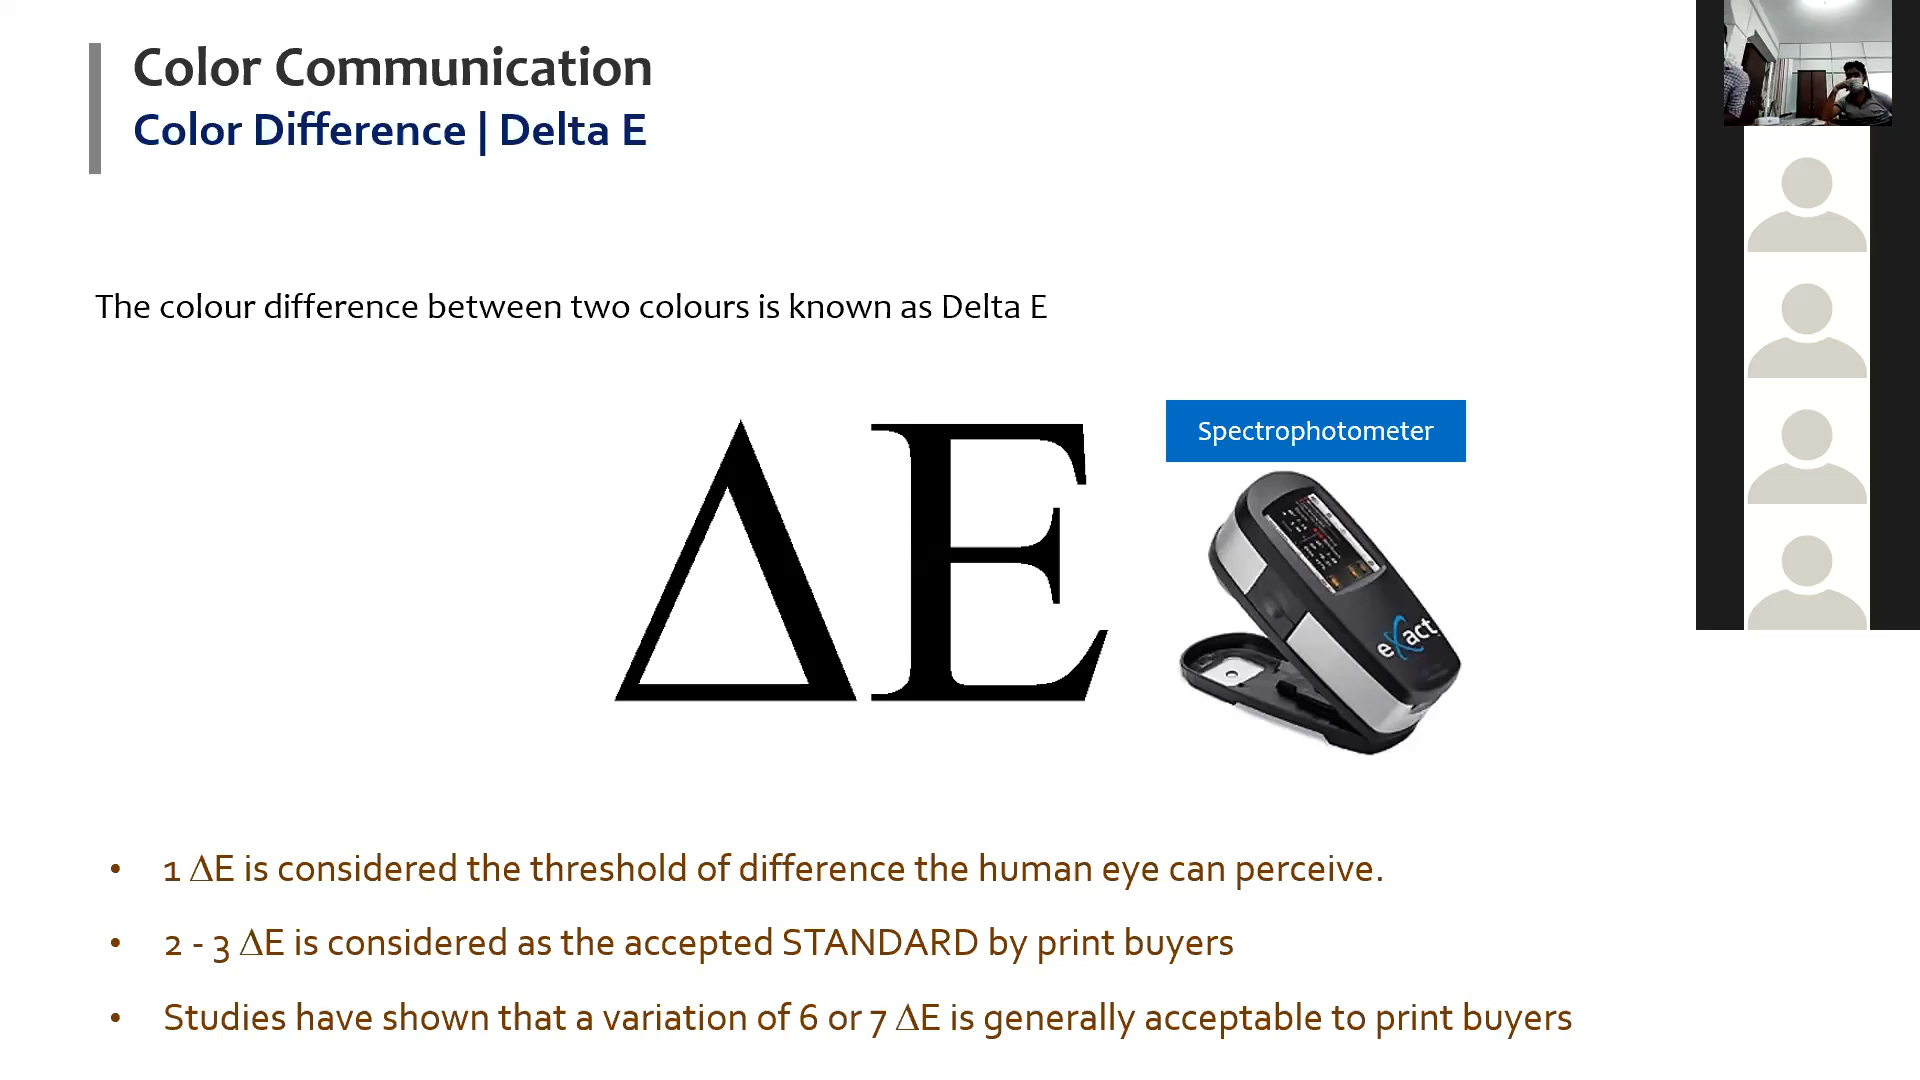 Color Communication
Color Difference | Delta E
The colour difference between two colours is known as Delta E
ΔE
Spectrophotometer
eXact
• 1 ΔE is considered the threshold of difference the human eye can perceive.
• 2 - 3 ΔE is considered as the accepted STANDARD by print buyers
• Studies have shown that a variation of 6 or 7 ΔE is generally acceptable to print buyers